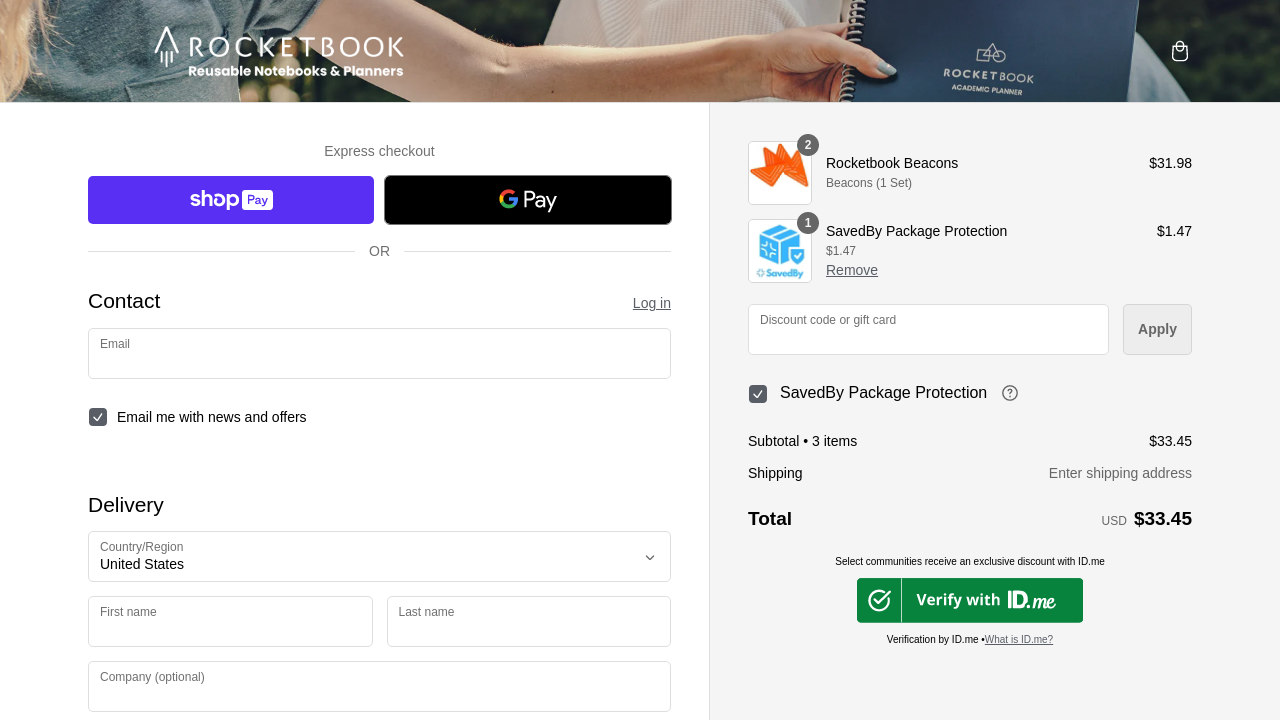 ROCKETBOOK
Reusable Notebooks & Planners
ROCKETBOOK
ACADEMIC PLANNER
Express checkout
shop Pay
G Pay
OR
Contact
Log in
Email
Email me with news and offers
Delivery
Country/Region
United States
First name
Last name
Company (optional)
2
Rocketbook Beacons
$31.98
Beacons (1 Set)
1
SavedBy Package Protection
$1.47
$1.47
Remove
SavedBy
Discount code or gift card
Apply
SavedBy Package Protection
Subtotal • 3 items
$33.45
Shipping
Enter shipping address
Total
USD $33.45
Select communities receive an exclusive discount with ID.me
Verify with ID.me
Verification by ID.me •What is ID.me?